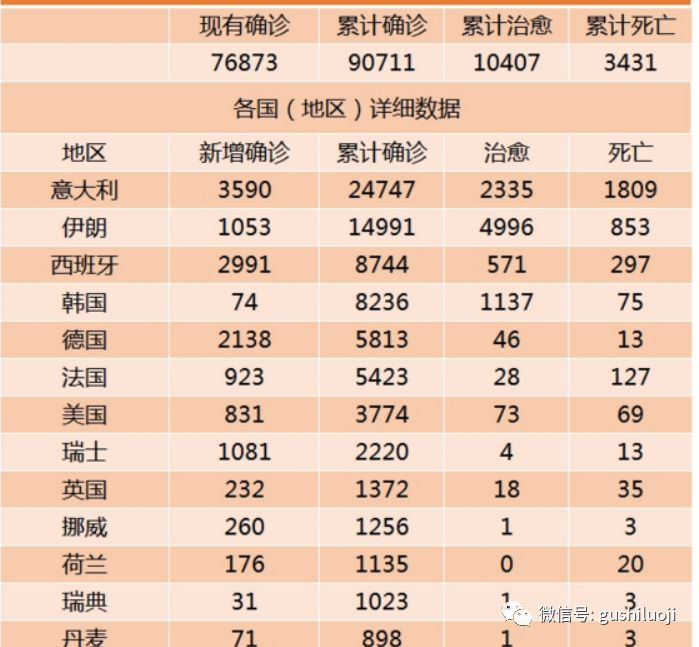 现有确诊 累计确诊 累计治愈 累计死亡
76873 90711 10407 3431
各国（地区）详细数据
地区 新增确诊 累计确诊 治愈 死亡
意大利 3590 24747 2335 1809
伊朗 1053 14991 4996 853
西班牙 2991 8744 571 297
韩国 74 8236 1137 75
德国 2138 5813 46 13
法国 923 5423 28 127
美国 831 3774 73 69
瑞士 1081 2220 4 13
英国 232 1372 18 35
挪威 260 1256 1 3
荷兰 176 1135 0 20
瑞典 31 1023 1 3
微信号: gushiluoji
丹麦 71 898 1 3